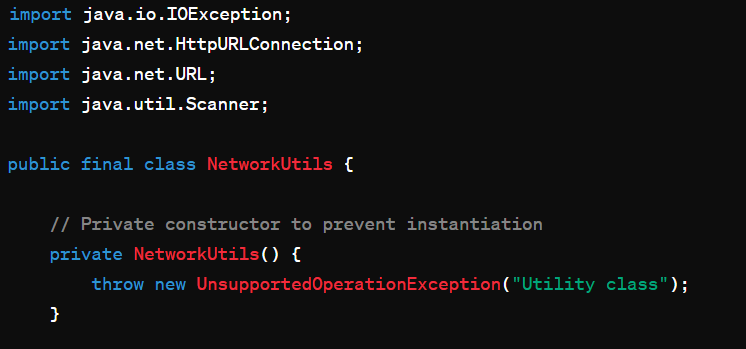 import java.io.IOException;
import java.net.HttpURLConnection;
import java.net.URL;
import java.util.Scanner;

public final class NetworkUtils {

    // Private constructor to prevent instantiation
    private NetworkUtils() {
        throw new UnsupportedOperationException("Utility class");
    }